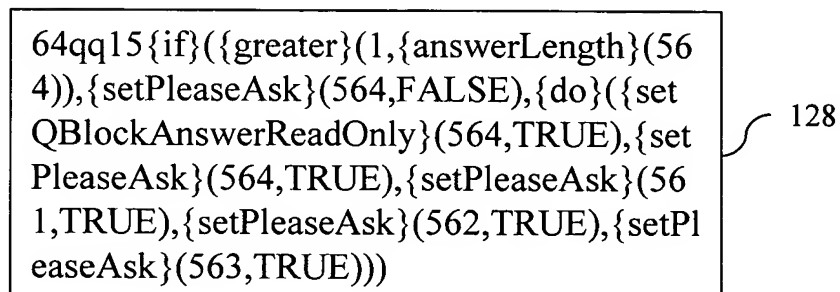 64qq15{if}({greater}(1,{answerLength}(56
4)),{setPleaseAsk}(564,FALSE),{do}({set
QBlockAnswerReadOnly}(564,TRUE),{set
PleaseAsk}(564,TRUE),{setPleaseAsk}(56
1,TRUE),{setPleaseAsk}(562,TRUE),{setPl
easeAsk}(563,TRUE)))
128